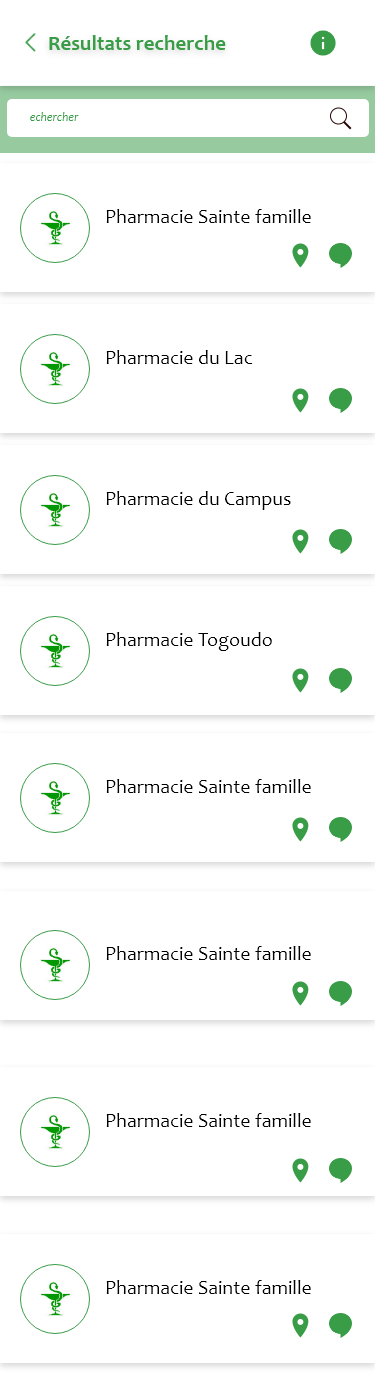 Résultats recherche
echercher
Pharmacie Sainte famille
Pharmacie du Lac
Pharmacie du Campus
Pharmacie Togoudo
Pharmacie Sainte famille
Pharmacie Sainte famille
Pharmacie Sainte famille
Pharmacie Sainte famille